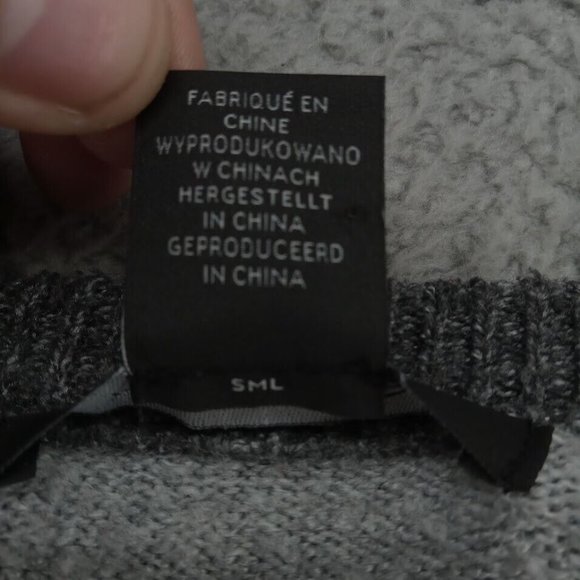 FABRIQUÉ EN
CHINE
WYPRODUKOWANO
W CHINACH
HERGESTELLT
IN CHINA
GEPRODUCEERD
IN CHINA
SML